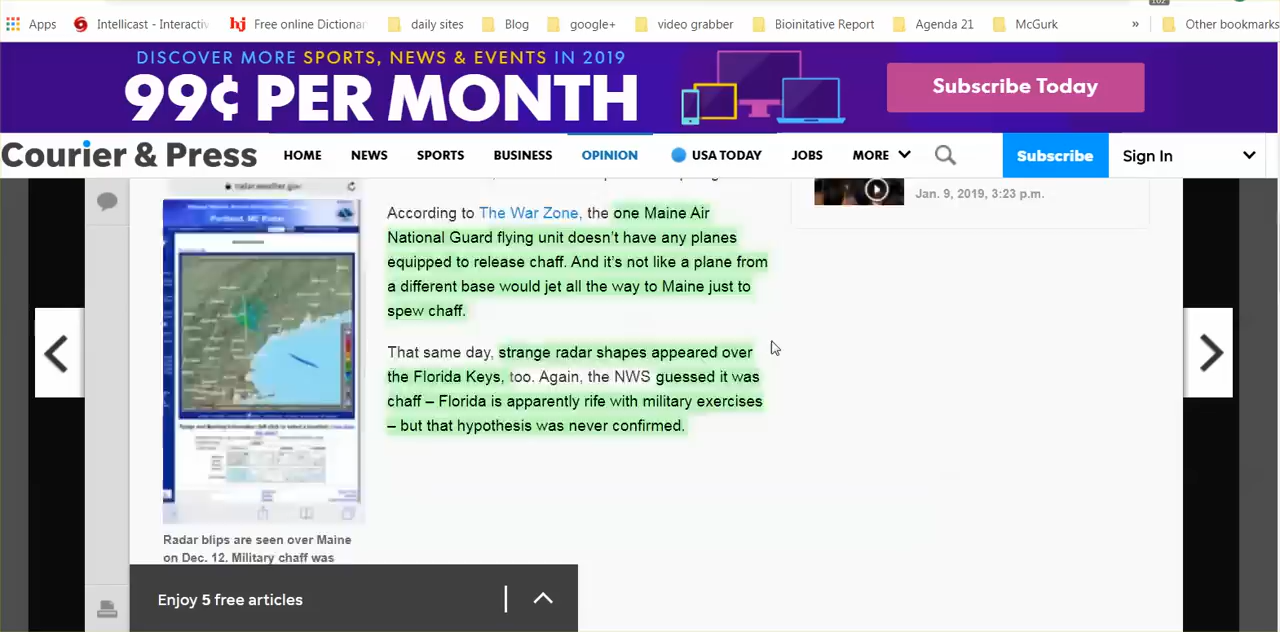 Apps Intellicast - Interactiv hj Free online Dictionar daily sites Blog google+ video grabber Bioinitative Report Agenda 21 McGurk » Other bookmarks
DISCOVER MORE SPORTS, NEWS & EVENTS IN 2019
99¢ PER MONTH
Subscribe Today
Courier & Press HOME NEWS SPORTS BUSINESS OPINION USA TODAY JOBS MORE Subscribe Sign In
radar.weather.gov
Portland, ME Radar
According to The War Zone, the one Maine Air
National Guard flying unit doesn't have any planes
equipped to release chaff. And it's not like a plane from
a different base would jet all the way to Maine just to
spew chaff.
That same day, strange radar shapes appeared over
the Florida Keys, too. Again, the NWS guessed it was
chaff – Florida is apparently rife with military exercises
– but that hypothesis was never confirmed.
Jan. 9, 2019, 3:23 p.m.
Radar blips are seen over Maine
on Dec. 12. Military chaff was
Enjoy 5 free articles